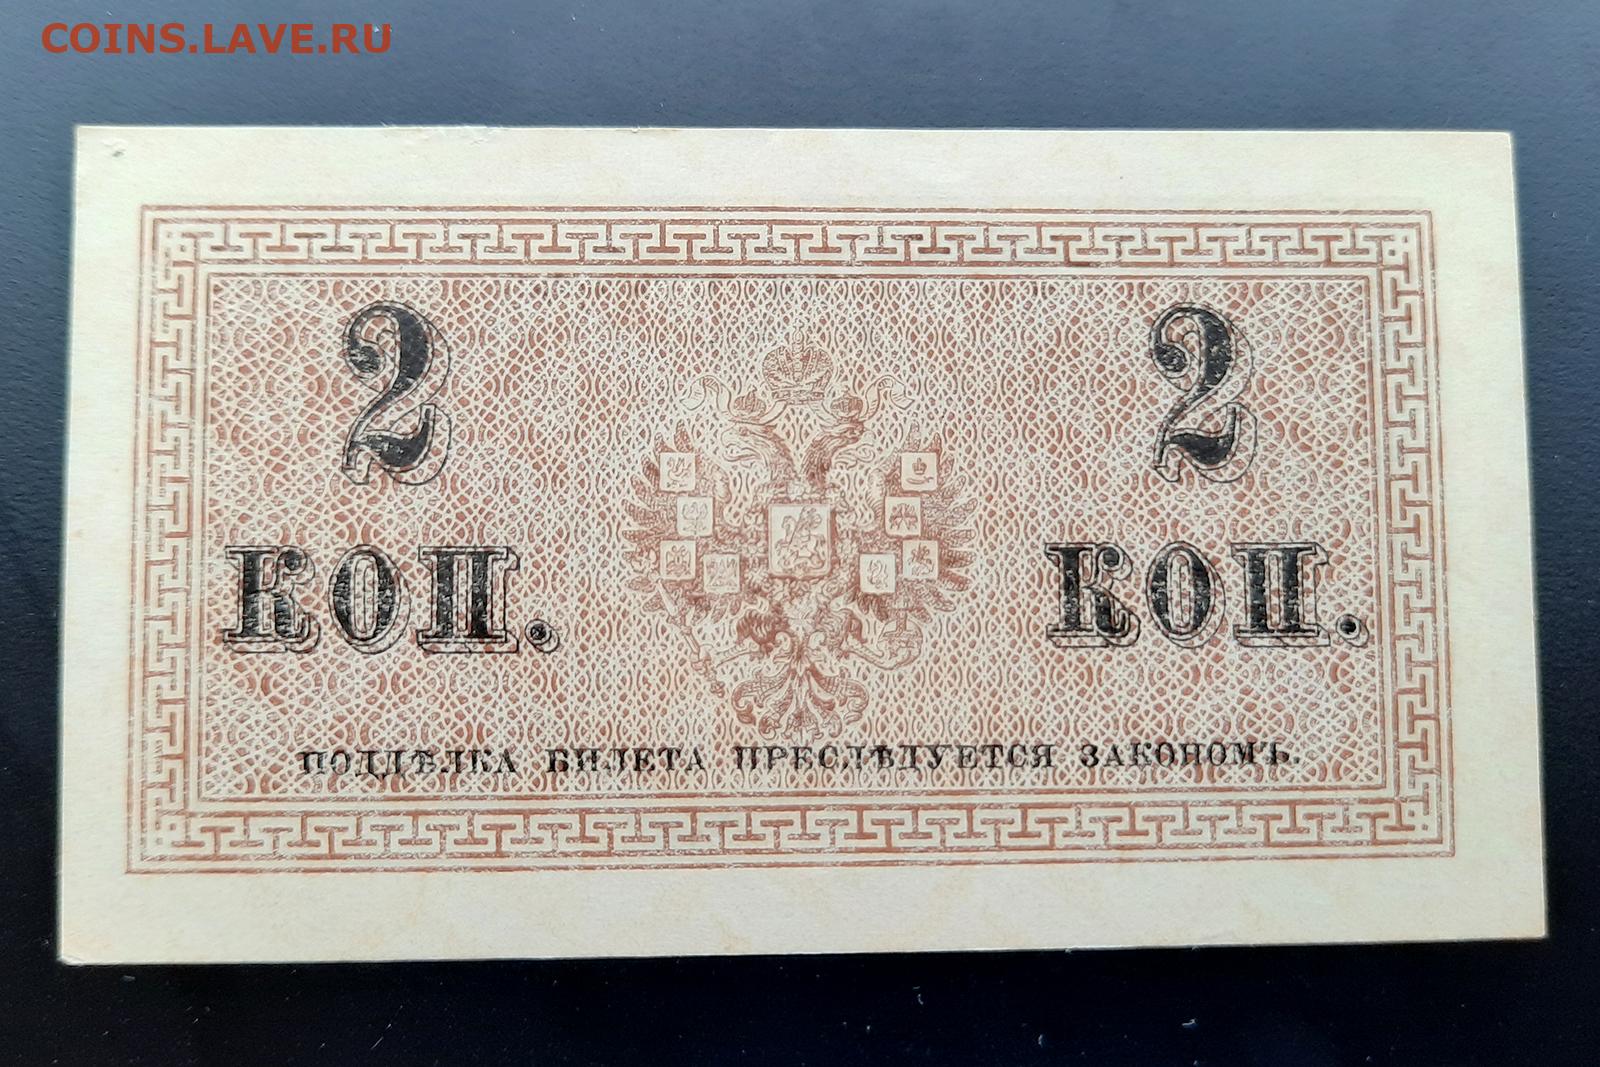 COINS.LAVE.RU
2 2
КОП. КОП.
ПОДДѢЛКА БИЛЕТА ПРЕСЛѢДУЕТСЯ ЗАКОНОМЪ.